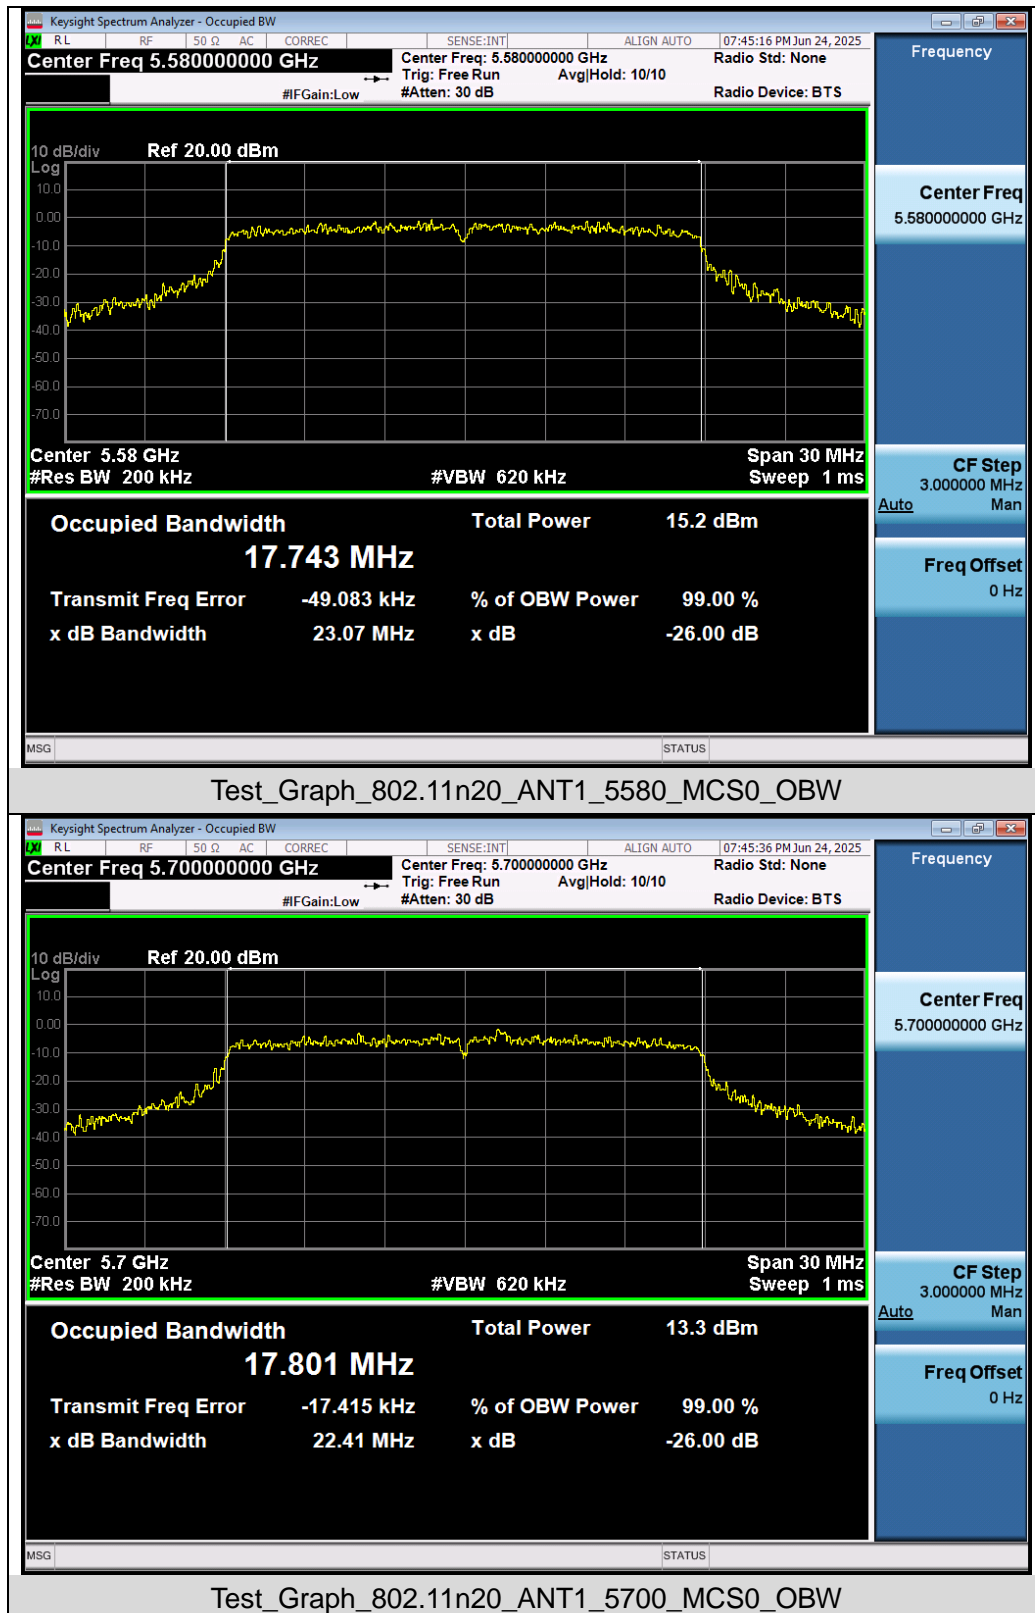 Keysight Spectrum Analyzer - Occupied BW
LXI RL RF 50 Ω AC CORREC SENSE:INT ALIGN AUTO 07:45:16 PM Jun 24, 2025
Center Freq 5.580000000 GHz
Center Freq: 5.580000000 GHz
Radio Std: None
Trig: Free Run Avg|Hold: 10/10
#IFGain:Low
#Atten: 30 dB
Radio Device: BTS
10 dB/div
Ref 20.00 dBm
Log
10.0
0.00
-10.0
-20.0
-30.0
-40.0
-50.0
-60.0
-70.0
Center 5.58 GHz
Span 30 MHz
#Res BW 200 kHz
#VBW 620 kHz
Sweep 1 ms
Occupied Bandwidth
Total Power 15.2 dBm
17.743 MHz
Transmit Freq Error -49.083 kHz
% of OBW Power 99.00 %
x dB Bandwidth 23.07 MHz
x dB -26.00 dB
MSG
STATUS
Frequency
Center Freq
5.580000000 GHz
CF Step
3.000000 MHz
Auto Man
Freq Offset
0 Hz
Test_Graph_802.11n20_ANT1_5580_MCS0_OBW
Keysight Spectrum Analyzer - Occupied BW
LXI RL RF 50 Ω AC CORREC SENSE:INT ALIGN AUTO 07:45:36 PM Jun 24, 2025
Center Freq 5.700000000 GHz
Center Freq: 5.700000000 GHz
Radio Std: None
Trig: Free Run Avg|Hold: 10/10
#IFGain:Low
#Atten: 30 dB
Radio Device: BTS
10 dB/div
Ref 20.00 dBm
Log
10.0
0.00
-10.0
-20.0
-30.0
-40.0
-50.0
-60.0
-70.0
Center 5.7 GHz
Span 30 MHz
#Res BW 200 kHz
#VBW 620 kHz
Sweep 1 ms
Occupied Bandwidth
Total Power 13.3 dBm
17.801 MHz
Transmit Freq Error -17.415 kHz
% of OBW Power 99.00 %
x dB Bandwidth 22.41 MHz
x dB -26.00 dB
MSG
STATUS
Frequency
Center Freq
5.700000000 GHz
CF Step
3.000000 MHz
Auto Man
Freq Offset
0 Hz
Test_Graph_802.11n20_ANT1_5700_MCS0_OBW